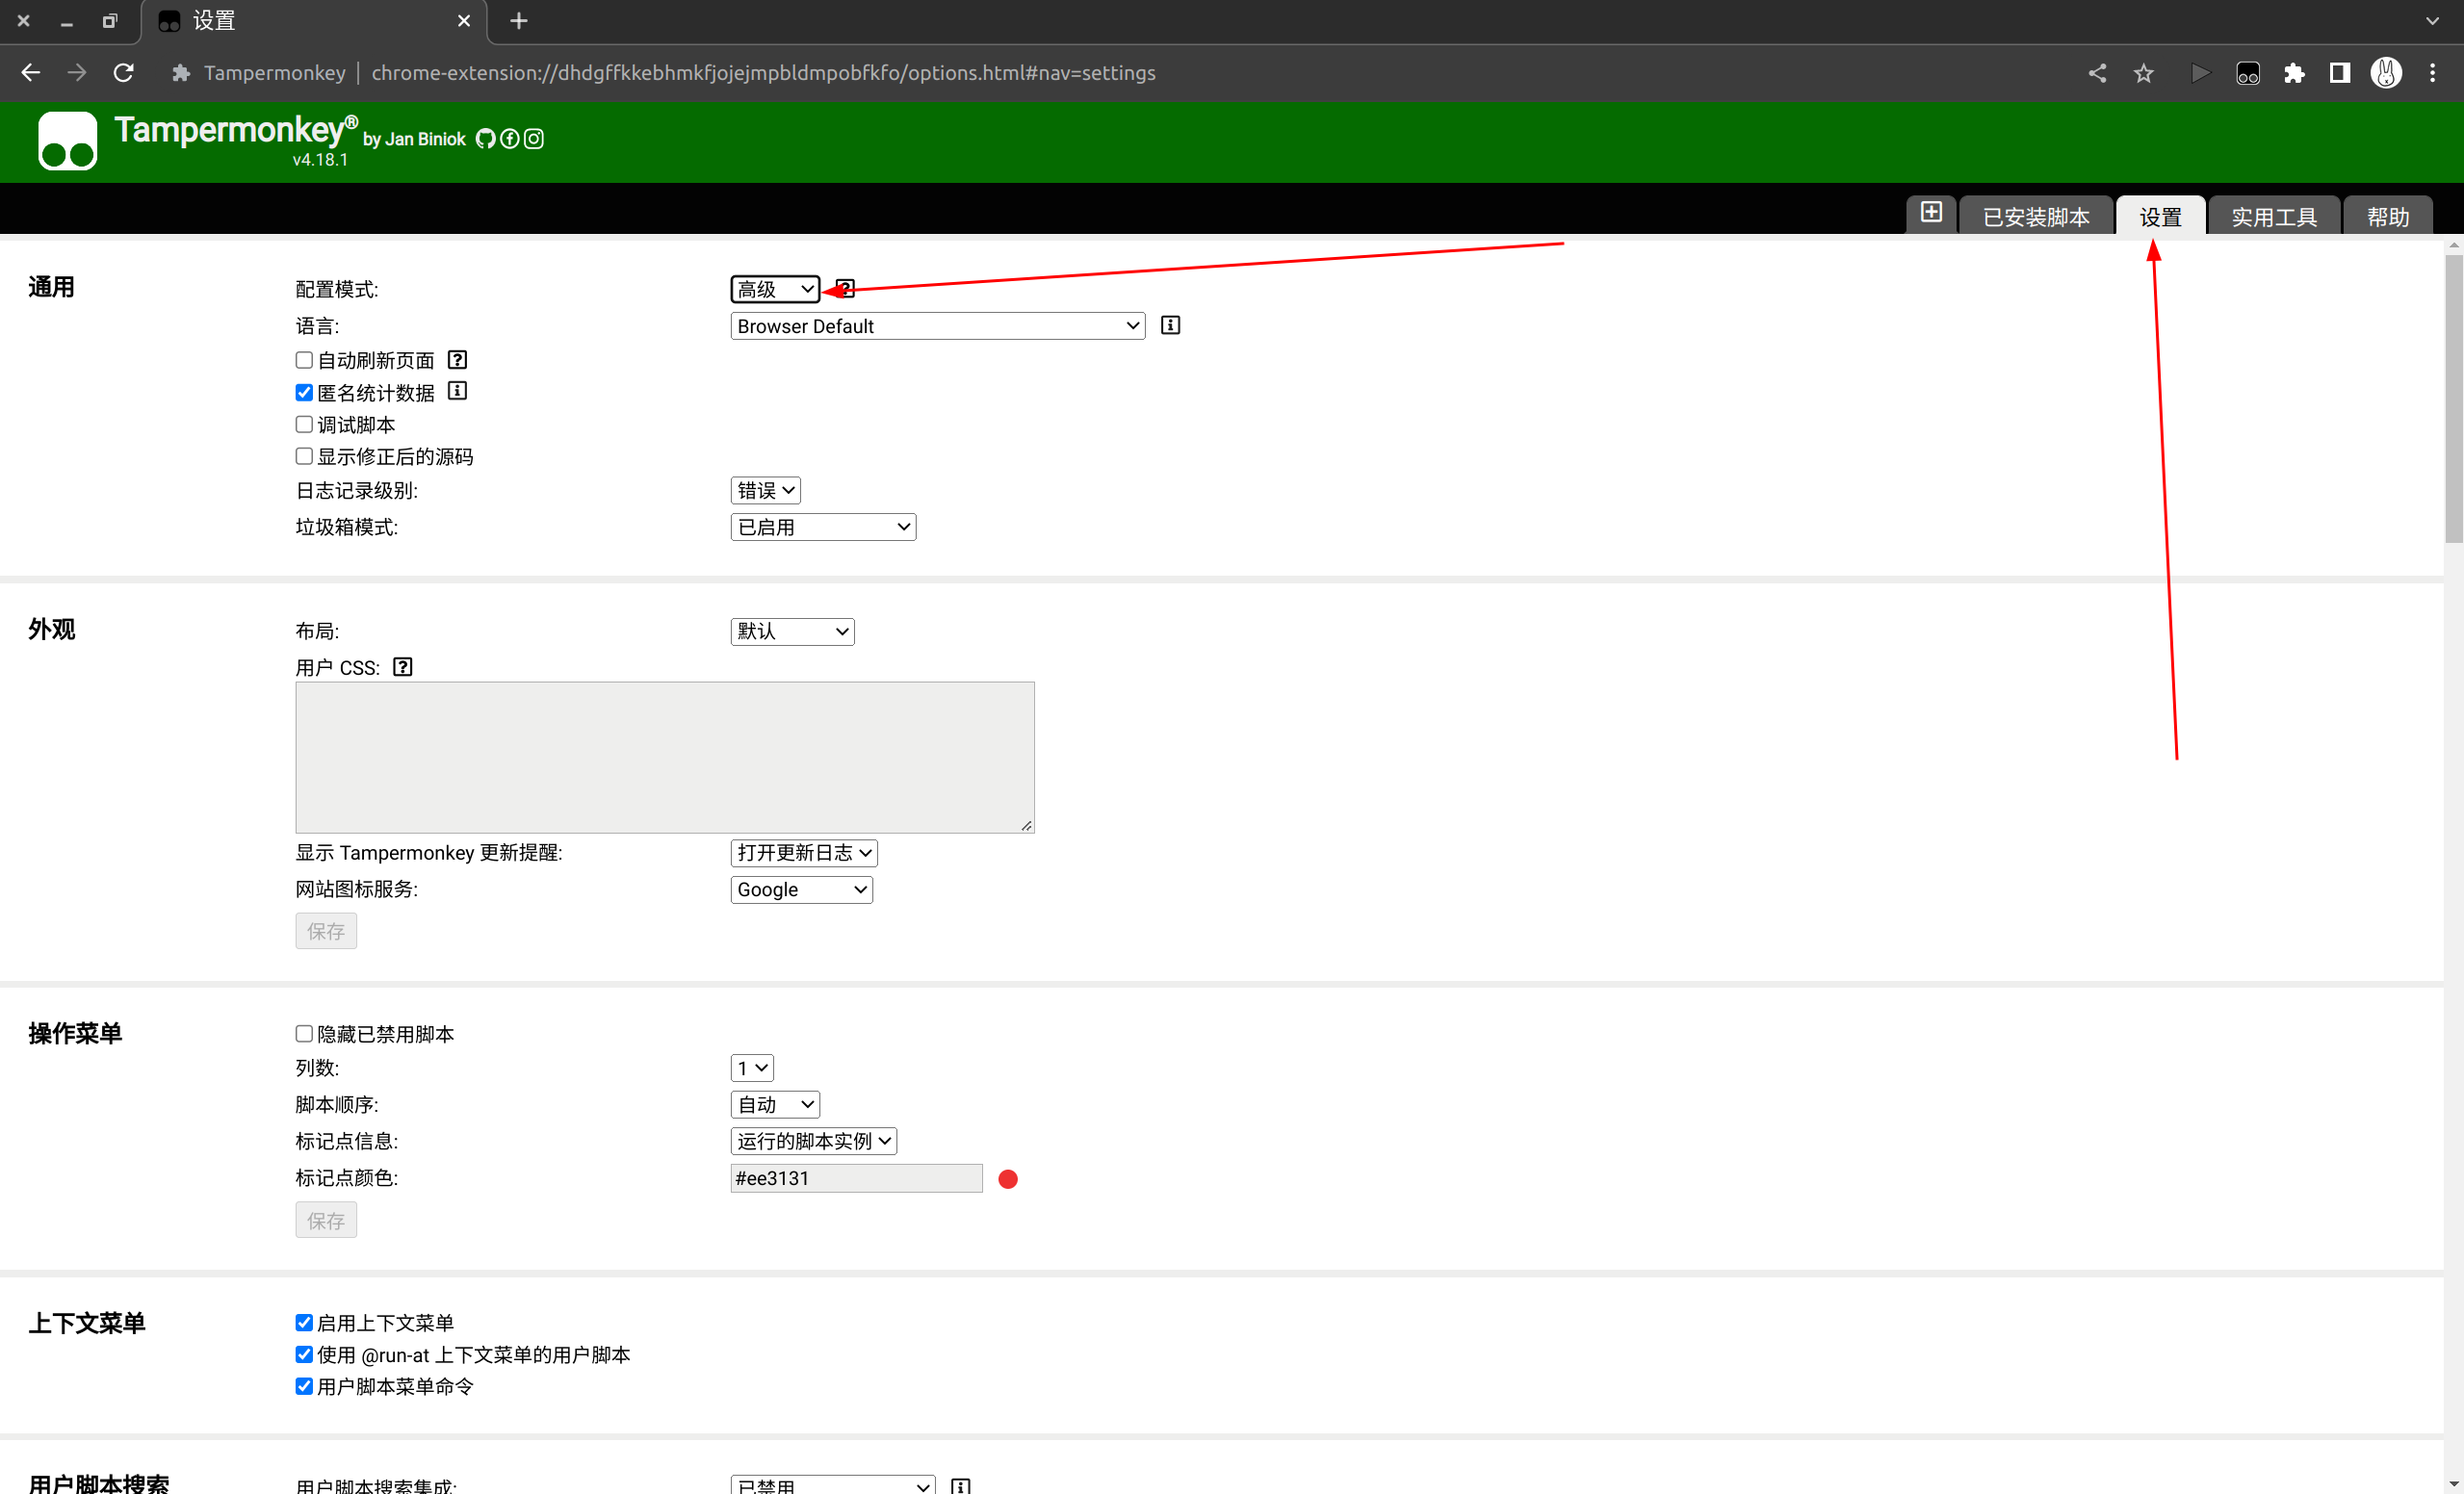 设置
Tampermonkey | chrome-extension://dhdgffkkebhmkfjojejmpbldmpobfkfo/options.html#nav=settings
Tampermonkey® by Jan Biniok
v4.18.1
已安装脚本 设置 实用工具 帮助
通用
配置模式: 高级
语言: Browser Default
自动刷新页面
匿名统计数据
调试脚本
显示修正后的源码
日志记录级别: 错误
垃圾箱模式: 已启用
外观
布局: 默认
用户 CSS:
显示 Tampermonkey 更新提醒: 打开更新日志
网站图标服务: Google
保存
操作菜单
隐藏已禁用脚本
列数: 1
脚本顺序: 自动
标记点信息: 运行的脚本实例
标记点颜色: #ee3131
保存
上下文菜单
启用上下文菜单
使用 @run-at 上下文菜单的用户脚本
用户脚本菜单命令
用户脚本搜索
用户脚本搜索集成: 已禁用